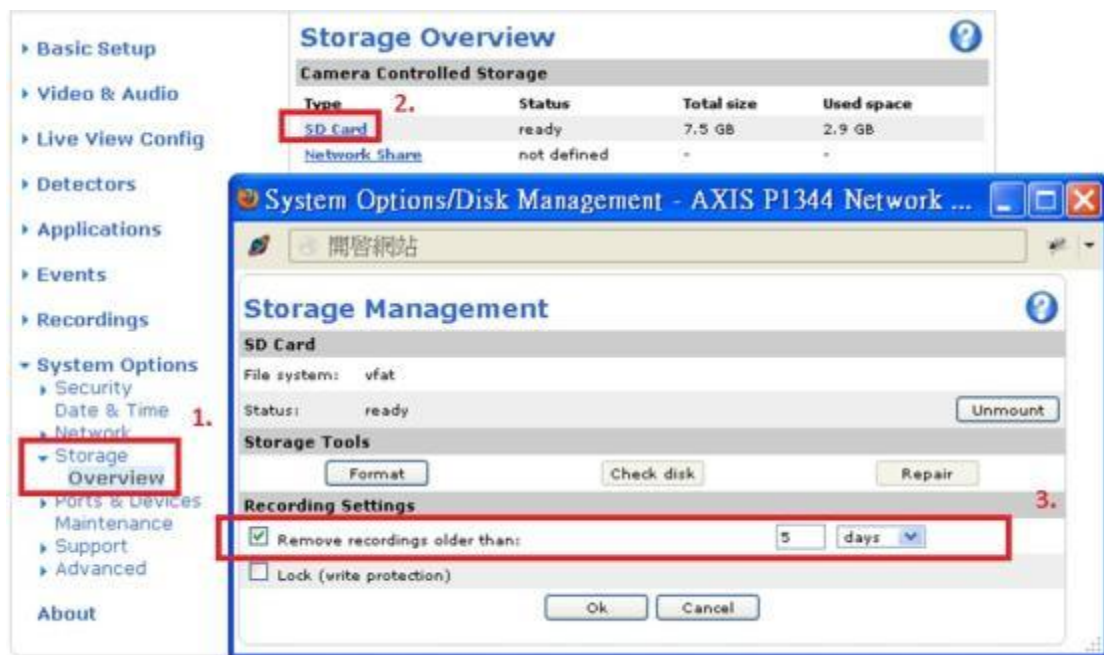 Basic Setup
Video & Audio
Live View Config
Detectors
Applications
Events
Recordings
System Options
Security
Date & Time
1.
Network
Storage
Overview
Ports & Devices
Maintenance
Support
Advanced
About
Storage Overview
Camera Controlled Storage
Type 2. Status Total size Used space
SD Card ready 7.5 GB 2.9 GB
Network Share not defined - -
System Options/Disk Management - AXIS P1344 Network ...
開啓網站
Storage Management
SD Card
File system: vfat
Status: ready Unmount
Storage Tools
Format Check disk Repair
Recording Settings 3.
Remove recordings older than: 5 days
Lock (write protection)
Ok Cancel